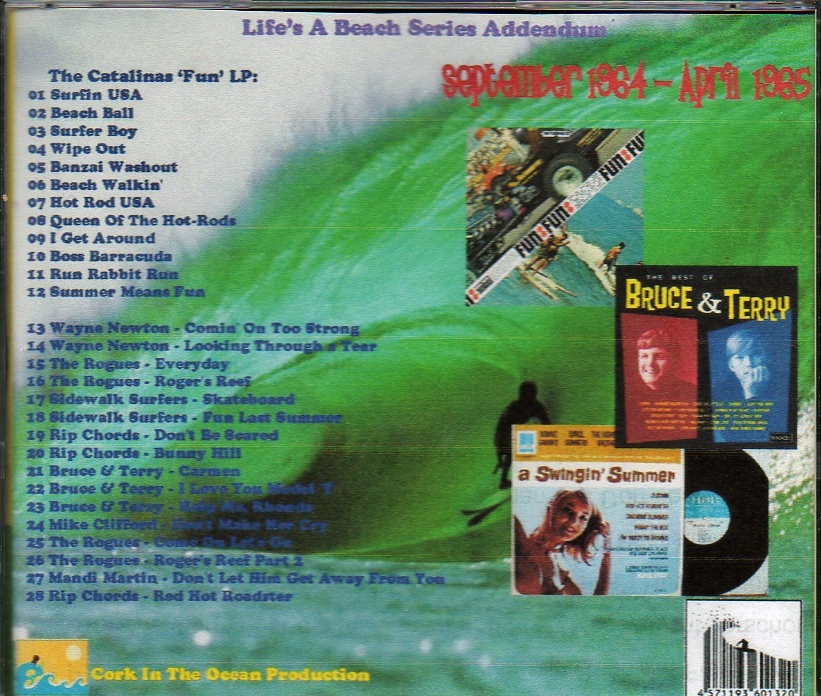 Life's A Beach Series Addendum
September 1964 - April 1965
The Catalinas 'Fun' LP:
01 Surfin USA
02 Beach Ball
03 Surfer Boy
04 Wipe Out
05 Banzai Washout
06 Beach Walkin'
07 Hot Rod USA
08 Queen Of The Hot-Rods
09 I Get Around
10 Boss Barracuda
11 Run Rabbit Run
12 Summer Means Fun
13 Wayne Newton - Comin' On Too Strong
14 Wayne Newton - Looking Through a Tear
15 The Rogues - Everyday
16 The Rogues - Roger's Reef
17 Sidewalk Surfers - Skateboard
18 Sidewalk Surfers - Fun Last Summer
19 Rip Chords - Don't Be Scared
20 Rip Chords - Bunny Hill
21 Bruce & Terry - Carmen
22 Bruce & Terry - I Love You Model T
23 Bruce & Terry - Help Me, Rhonda
24 Mike Clifford - Don't Make Her Cry
25 The Rogues - Come On Let's Go
26 The Rogues - Roger's Reef Part 2
27 Mandi Martin - Don't Let Him Get Away From You
28 Rip Chords - Red Hot Roadster
FUN:FUN:FUN:FU
THE BEST OF
BRUCE & TERRY
a Swingin' Summer
Cork In The Ocean Production
4 571193 601320